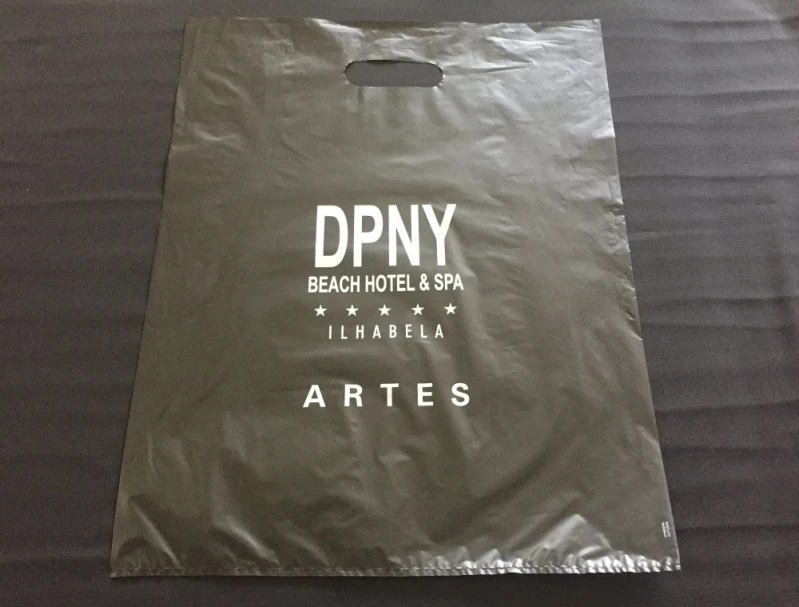 DPNY
BEACH HOTEL & SPA
★ ★ ★ ★ ★
ILHABELA
ARTES